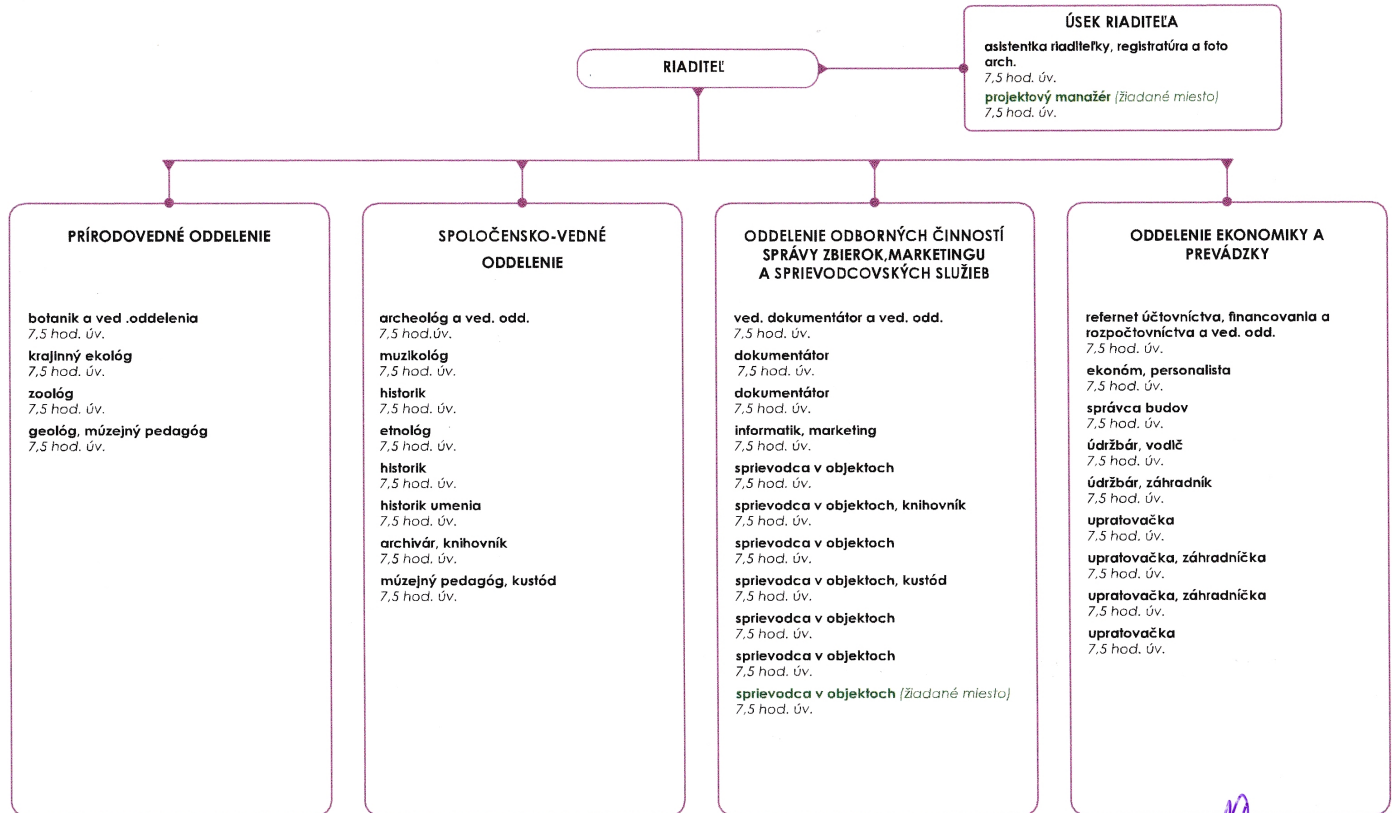 ÚSEK RIADITEĽA
asistentka riaditeľky, registratúra a foto
arch.
7,5 hod. úv.
projektový manažér (žiadané miesto)
7,5 hod. úv.
RIADITEĽ
PRÍRODOVEDNÉ ODDELENIE
botanik a ved .oddelenia
7,5 hod. úv.
krajinný ekológ
7,5 hod. úv.
zoológ
7,5 hod. úv.
geológ, múzejný pedagóg
7,5 hod. úv.
SPOLOČENSKO-VEDNÉ
ODDELENIE
archeológ a ved. odd.
7,5 hod.úv.
muzikológ
7,5 hod. úv.
historik
7,5 hod. úv.
etnológ
7,5 hod. úv.
historik
7,5 hod. úv.
historik umenia
7,5 hod. úv.
archivár, knihovník
7,5 hod. úv.
múzejný pedagóg, kustód
7,5 hod. úv.
ODDELENIE ODBORNÝCH ČINNOSTÍ
SPRÁVY ZBIEROK,MARKETINGU
A SPRIEVODCOVSKÝCH SLUŽIEB
ved. dokumentátor a ved. odd.
7,5 hod. úv.
dokumentátor
7,5 hod. úv.
dokumentátor
7,5 hod. úv.
informatik, marketing
7,5 hod. úv.
sprievodca v objektoch
7,5 hod. úv.
sprievodca v objektoch, knihovník
7,5 hod. úv.
sprievodca v objektoch
7,5 hod. úv.
sprievodca v objektoch, kustód
7,5 hod. úv.
sprievodca v objektoch
7,5 hod. úv.
sprievodca v objektoch
7,5 hod. úv.
sprievodca v objektoch (žiadané miesto)
7,5 hod. úv.
ODDELENIE EKONOMIKY A
PREVÁDZKY
refernet účtovníctva, financovania a
rozpočtovníctva a ved. odd.
7,5 hod. úv.
ekonóm, personalista
7,5 hod. úv.
správca budov
7,5 hod. úv.
údržbár, vodič
7,5 hod. úv.
údržbár, záhradník
7,5 hod. úv.
upratovačka
7,5 hod. úv.
upratovačka, záhradníčka
7,5 hod. úv.
upratovačka, záhradníčka
7,5 hod. úv.
upratovačka
7,5 hod. úv.